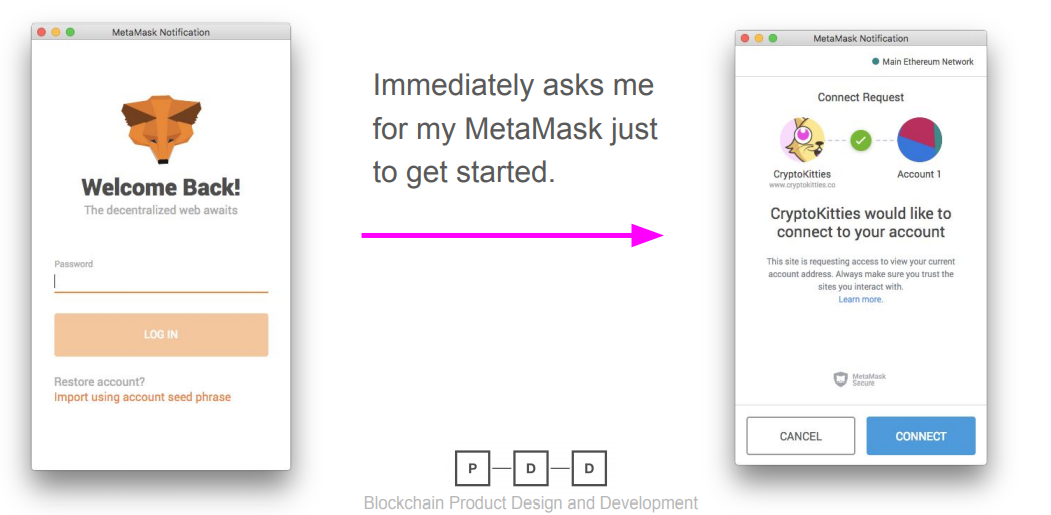 MetaMask Notification
Welcome Back!
The decentralized web awaits
Password
LOG IN
Restore account?
Import using account seed phrase
Immediately asks me
for my MetaMask just
to get started.
P D D
Blockchain Product Design and Development
MetaMask Notification
Main Ethereum Network
Connect Request
CryptoKitties Account 1
www.cryptokitties.co
CryptoKitties would like to
connect to your account
This site is requesting access to view your current
account address. Always make sure you trust the
sites you interact with.
Learn more.
MetaMask
Secure
CANCEL CONNECT